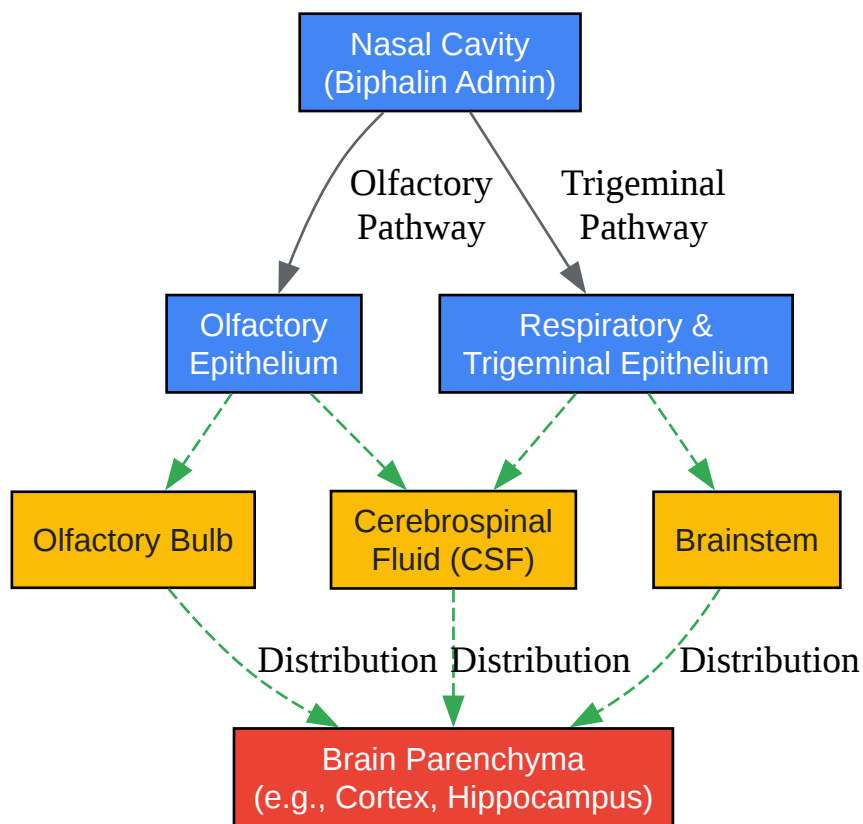 Nasal Cavity
(Biphalin Admin)
Olfactory
Pathway
Trigeminal
Pathway
Olfactory
Epithelium
Respiratory &
Trigeminal Epithelium
Olfactory Bulb
Cerebrospinal
Fluid (CSF)
Brainstem
Distribution
Distribution
Distribution
Brain Parenchyma
(e.g., Cortex, Hippocampus)